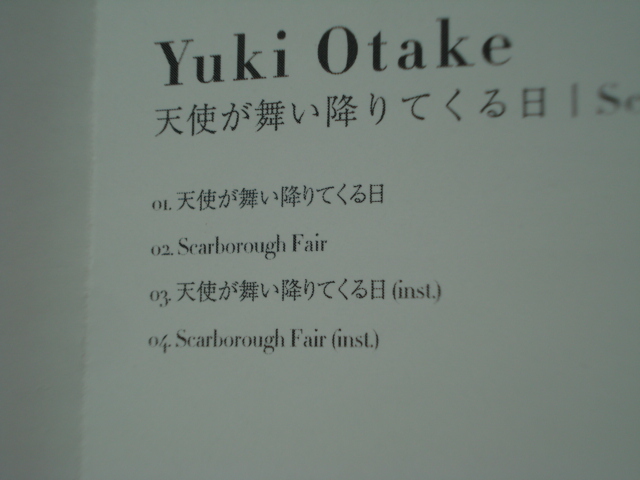 Yuki Otake
天使が舞い降りてくる日 |
01. 天使が舞い降りてくる日
02. Scarborough Fair
03. 天使が舞い降りてくる日 (inst.)
04. Scarborough Fair (inst.)